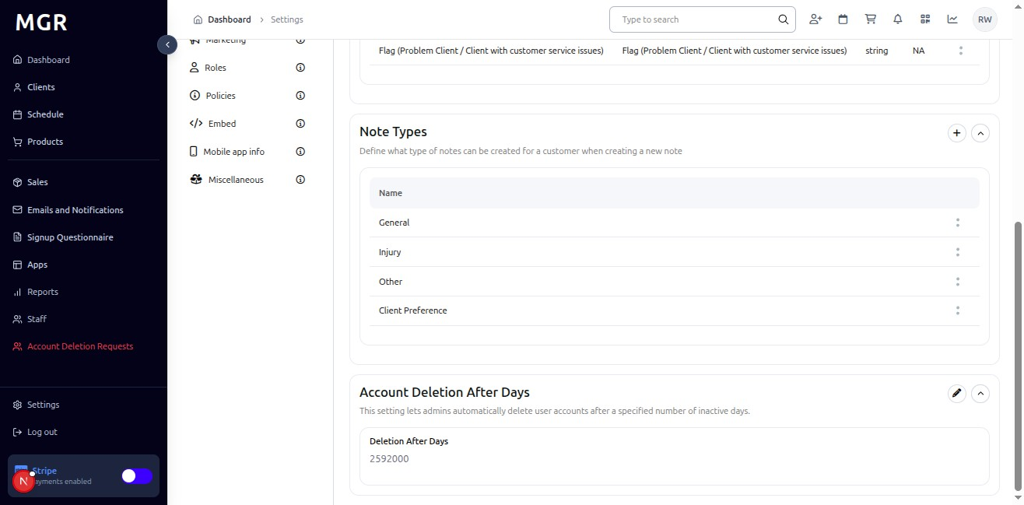 MGR
Dashboard
Clients
Schedule
Products
Sales
Emails and Notifications
Signup Questionnaire
Apps
Reports
Staff
Account Deletion Requests
Settings
Log out
Stripe
ayments enabled
N
Dashboard > Settings
Type to search
RW
Marketing
Roles
Policies
Embed
Mobile app info
Miscellaneous
Flag (Problem Client / Client with customer service issues) Flag (Problem Client / Client with customer service issues) string NA
Note Types
Define what type of notes can be created for a customer when creating a new note
Name
General
Injury
Other
Client Preference
Account Deletion After Days
This setting lets admins automatically delete user accounts after a specified number of inactive days.
Deletion After Days
2592000